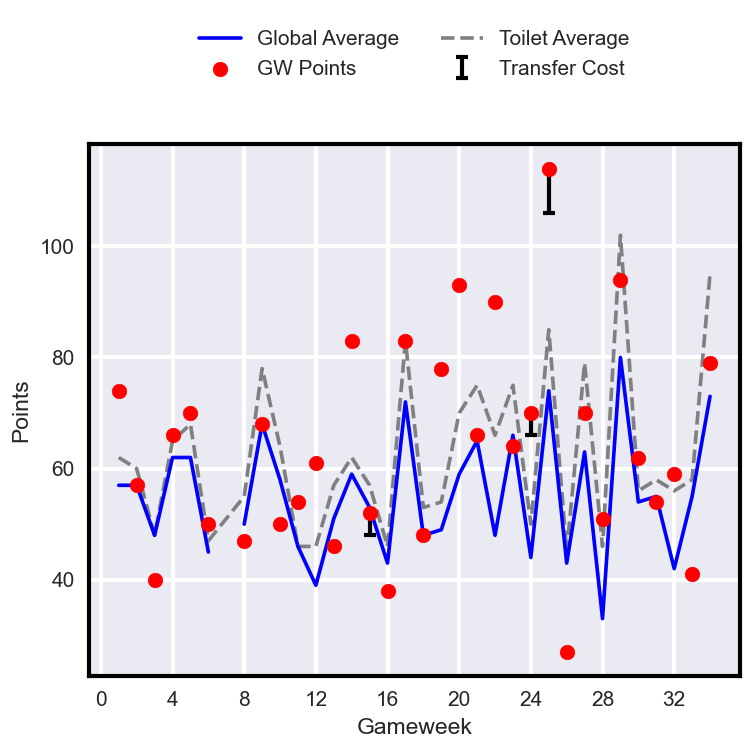 Global Average Toilet Average
GW Points Transfer Cost
100
80
60
40
Points
0 4 8 12 16 20 24 28 32
Gameweek